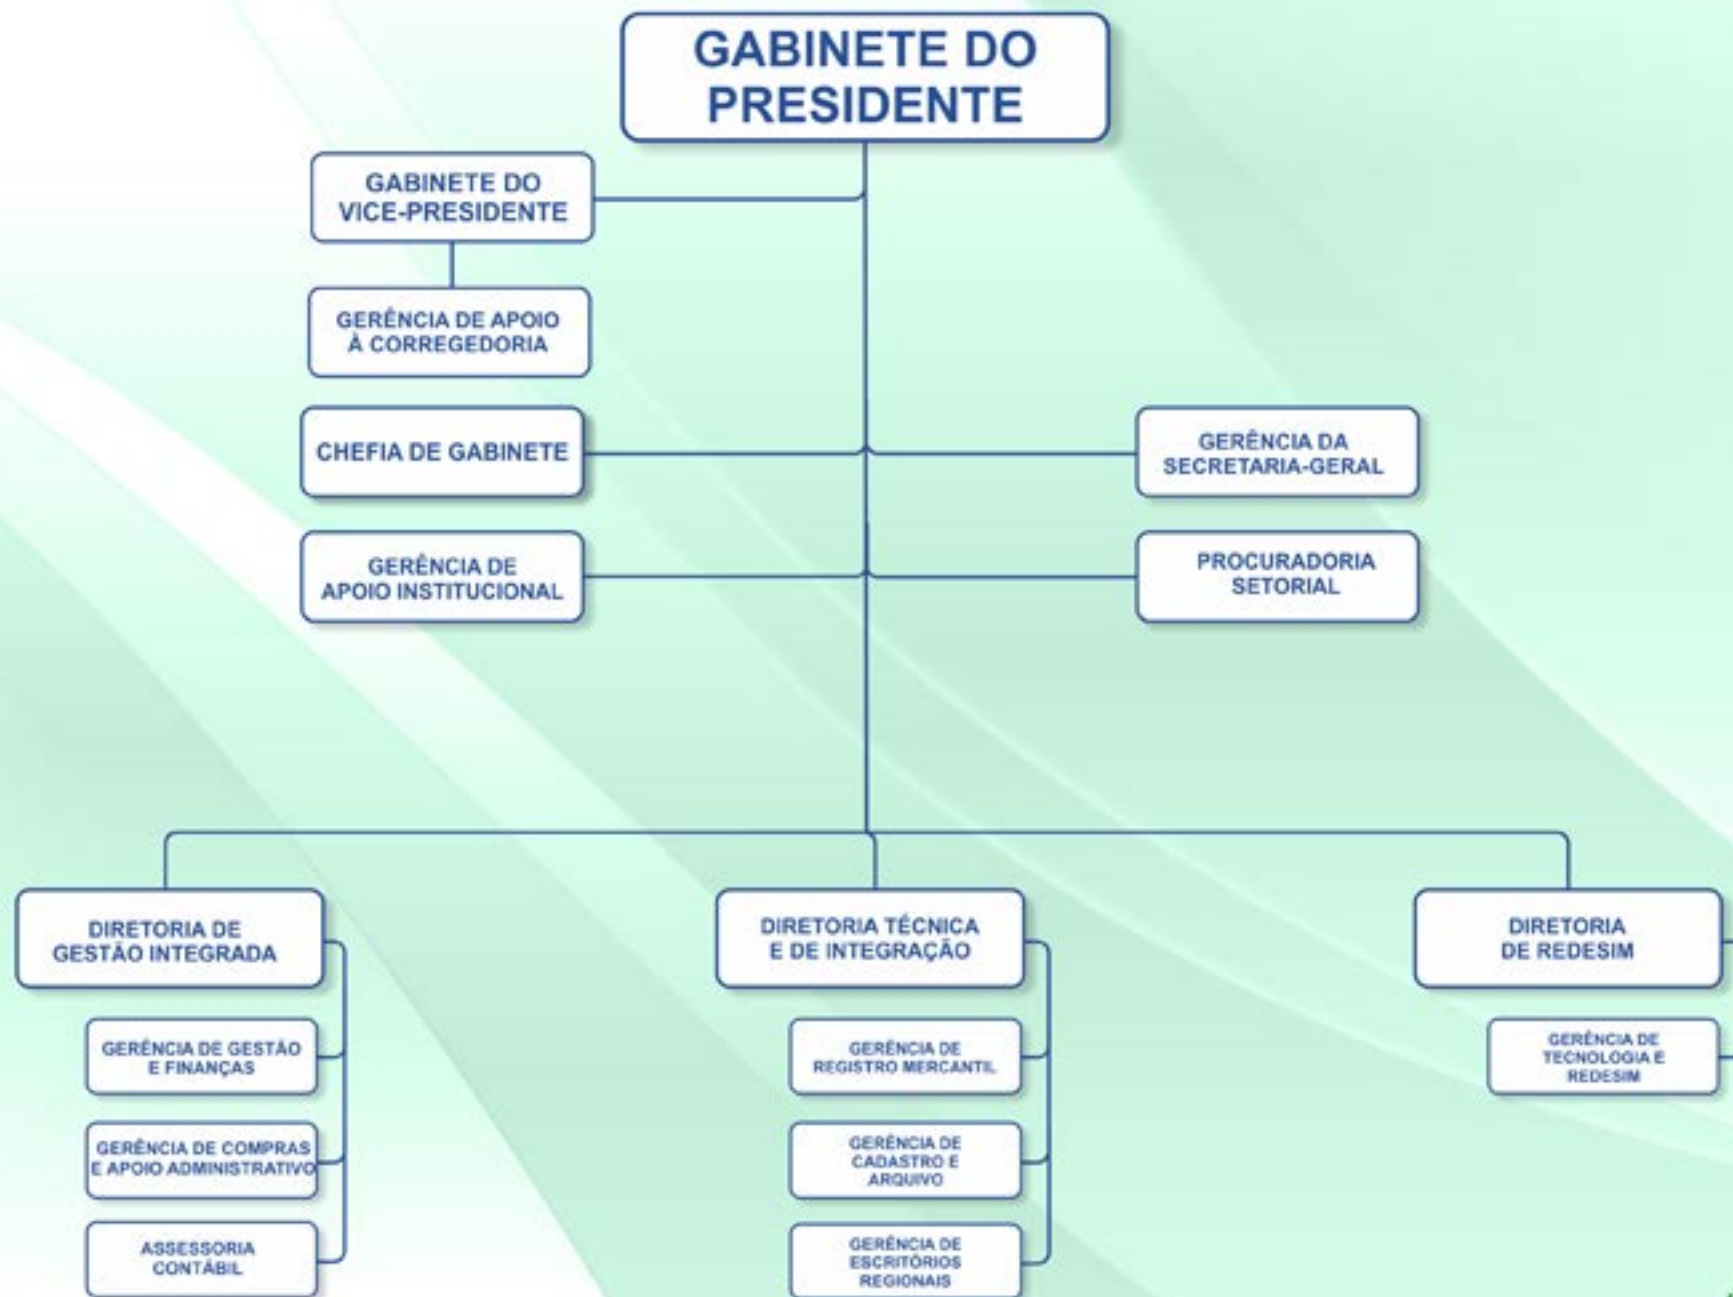 GABINETE DO
PRESIDENTE
GABINETE DO
VICE-PRESIDENTE
GERÊNCIA DE APOIO
À CORREGEDORIA
CHEFIA DE GABINETE
GERÊNCIA DA
SECRETARIA-GERAL
GERÊNCIA DE
APOIO INSTITUCIONAL
PROCURADORIA
SETORIAL
DIRETORIA DE
GESTÃO INTEGRADA
GERÊNCIA DE GESTÃO
E FINANÇAS
GERÊNCIA DE COMPRAS
E APOIO ADMINISTRATIVO
ASSESSORIA
CONTÁBIL
DIRETORIA TÉCNICA
E DE INTEGRAÇÃO
GERÊNCIA DE
REGISTRO MERCANTIL
GERÊNCIA DE
CADASTRO E
ARQUIVO
GERÊNCIA DE
ESCRITÓRIOS
REGIONAIS
DIRETORIA
DE REDESIM
GERÊNCIA DE
TECNOLOGIA E
REDESIM